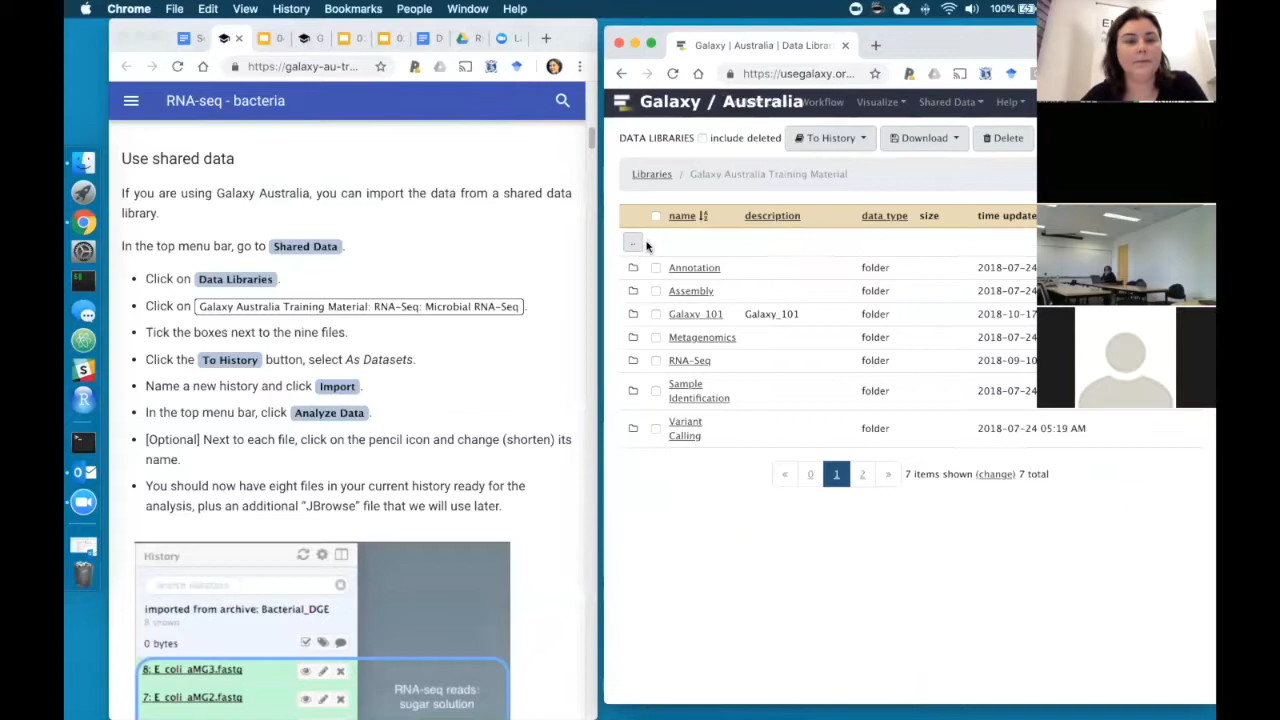 Chrome File Edit View History Bookmarks People Window Help
100%
https://galaxy-au-tr...
RNA-seq - bacteria
Use shared data
If you are using Galaxy Australia, you can import the data from a shared data
library.
In the top menu bar, go to Shared Data .
• Click on Data Libraries .
• Click on Galaxy Australia Training Material: RNA-Seq: Microbial RNA-Seq .
• Tick the boxes next to the nine files.
• Click the To History button, select As Datasets.
• Name a new history and click Import .
• In the top menu bar, click Analyze Data .
• [Optional] Next to each file, click on the pencil icon and change (shorten) its
name.
• You should now have eight files in your current history ready for the
analysis, plus an additional “JBrowse” file that we will use later.
History
imported from archive: Bacterial_DGE
8 shown
0 bytes
8: E_coli_aMG3.fastq
7: E_coli_aMG2.fastq
RNA-seq reads:
sugar solution
Galaxy | Australia | Data Librar
https://usegalaxy.or...
Galaxy / Australia Workflow Visualize Shared Data Help
DATA LIBRARIES include deleted To History Download Delete
Libraries / Galaxy Australia Training Material
name description data type size time update
..
Annotation folder 2018-07-24
Assembly folder 2018-07-24
Galaxy_101 Galaxy_101 folder 2018-10-17
Metagenomics folder 2018-07-24
RNA-Seq folder 2018-09-10
Sample
Identification folder 2018-07-24
Variant
Calling folder 2018-07-24 05:19 AM
« 0 1 2 » 7 items shown (change) 7 total